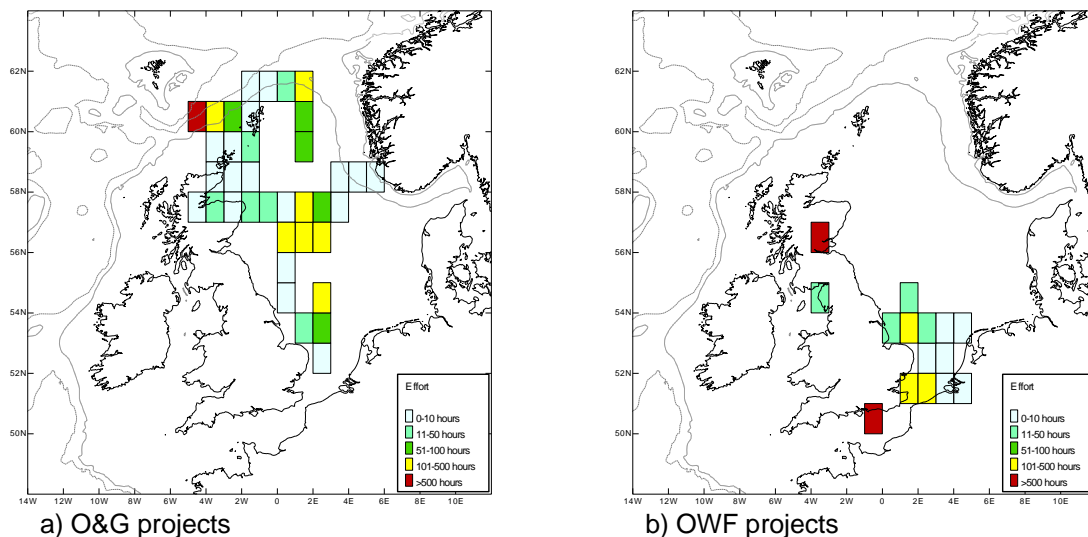 62N
60N
58N
56N
54N
52N
50N
14W 12W 10W 8W 6W 4W 2W 0 2E 4E 6E 8E 10E
Effort
0-10 hours
11-50 hours
51-100 hours
101-500 hours
>500 hours
a) O&G projects
62N
60N
58N
56N
54N
52N
50N
14W 12W 10W 8W 6W 4W 2W 0 2E 4E 6E 8E 10E
Effort
0-10 hours
11-50 hours
51-100 hours
101-500 hours
>500 hours
b) OWF projects